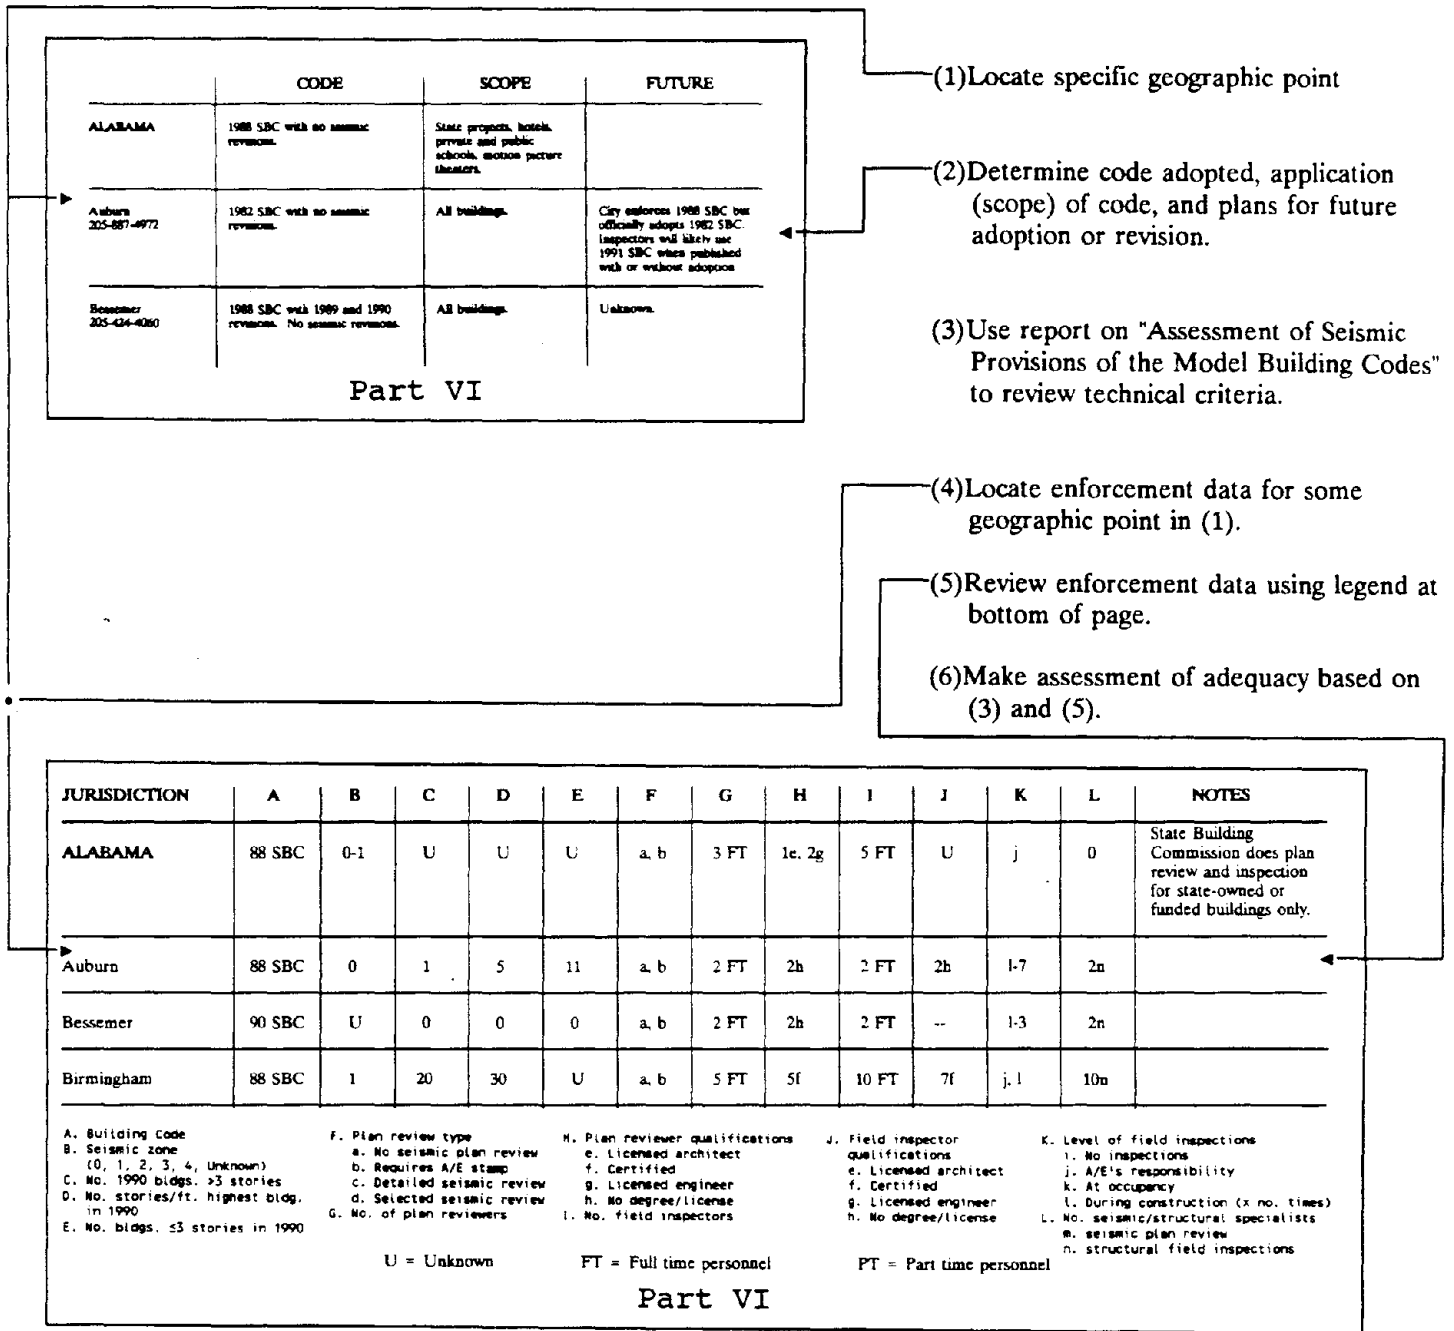 CODE SCOPE FUTURE
ALABAMA
1988 SBC with no seismic
revisions.
State projects, hotels,
private and public
schools, motion picture
theaters.
Auburn
205-887-4972
1982 SBC with no seismic
revisions.
All buildings.
City enforces 1988 SBC but
officially adopts 1982 SBC.
Inspectors will likely use
1991 SBC when published
with or without adoption
Bessemer
205-424-4060
1988 SBC with 1989 and 1990
revisions. No seismic revisions.
All buildings.
Unknown.
Part VI
(1)Locate specific geographic point
(2)Determine code adopted, application
(scope) of code, and plans for future
adoption or revision.
(3)Use report on "Assessment of Seismic
Provisions of the Model Building Codes"
to review technical criteria.
(4)Locate enforcement data for some
geographic point in (1).
(5)Review enforcement data using legend at
bottom of page.
(6)Make assessment of adequacy based on
(3) and (5).
JURISDICTION A B C D E F G H I J K L NOTES
ALABAMA 88 SBC 0-1 U U U a, b 3 FT 1e, 2g 5 FT U j 0
State Building
Commission does plan
review and inspection
for state-owned or
funded buildings only.
Auburn 88 SBC 0 1 5 11 a, b 2 FT 2h 2 FT 2h l-7 2n
Bessemer 90 SBC U 0 0 0 a, b 2 FT 2h 2 FT -- l-3 2n
Birmingham 88 SBC 1 20 30 U a, b 5 FT 5f 10 FT 7f j, l 10n
A. Building Code
B. Seismic zone
(0, 1, 2, 3, 4, Unknown)
C. No. 1990 bldgs. >3 stories
D. No. stories/ft. highest bldg.
in 1990
E. No. bldgs. ≤3 stories in 1990
F. Plan review type
a. No seismic plan review
b. Requires A/E stamp
c. Detailed seismic review
d. Selected seismic review
G. No. of plan reviewers
H. Plan reviewer qualifications
e. Licensed architect
f. Certified
g. Licensed engineer
h. No degree/license
I. No. field inspectors
J. Field inspector
qualifications
e. Licensed architect
f. Certified
g. Licensed engineer
h. No degree/license
K. Level of field inspections
i. No inspections
j. A/E's responsibility
k. At occupancy
l. During construction (x no. times)
L. No. seismic/structural specialists
m. seismic plan review
n. structural field inspections
U = Unknown FT = Full time personnel PT = Part time personnel
Part VI